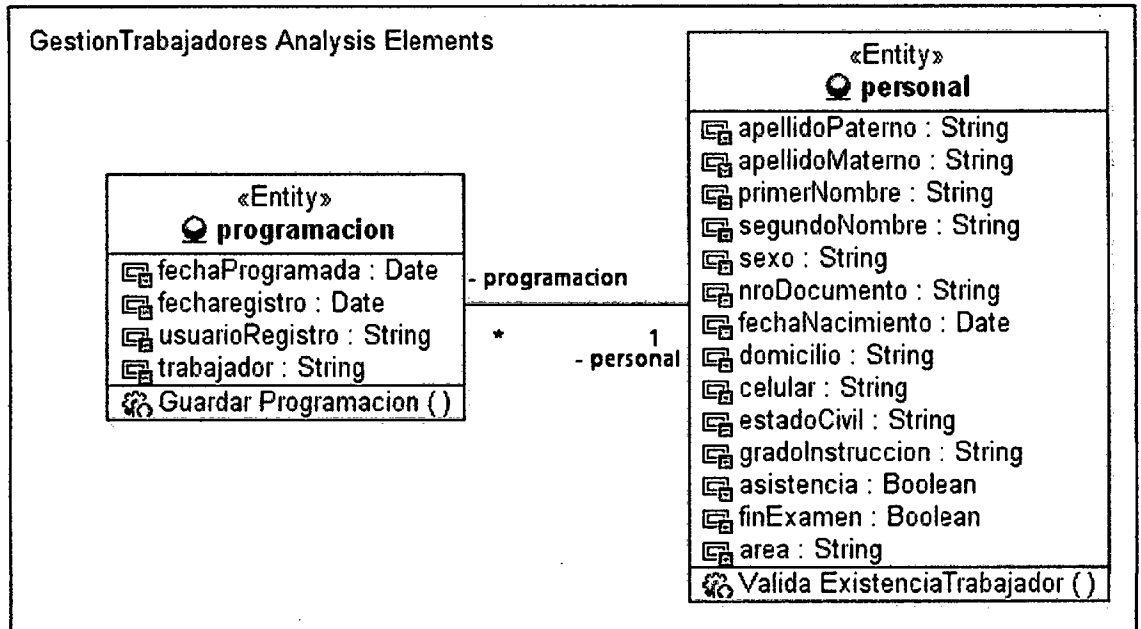 GestionTrabajadores Analysis Elements
«Entity»
programacion
fechaProgramada : Date
fecharegistro : Date
usuarioRegistro : String
trabajador : String
Guardar Programacion ( )
- programacion
*
1
- personal
«Entity»
personal
apellidoPaterno : String
apellidoMaterno : String
primerNombre : String
segundoNombre : String
sexo : String
nroDocumento : String
fechaNacimiento : Date
domicilio : String
celular : String
estadoCivil : String
gradoInstruccion : String
asistencia : Boolean
finExamen : Boolean
area : String
Valida ExistenciaTrabajador ( )